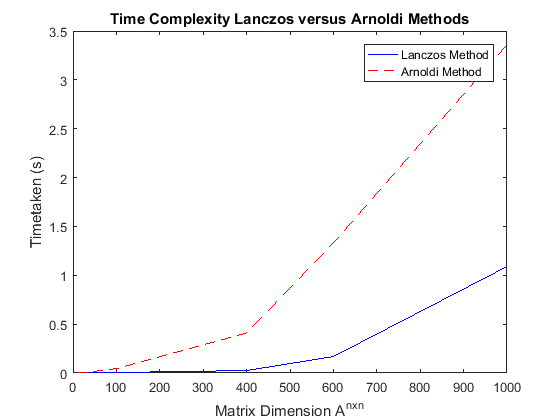 Time Complexity Lanczos versus Arnoldi Methods
3.5
3
2.5
2
1.5
1
0.5
0
Timetaken (s)
Lanczos Method
Arnoldi Method
0 100 200 300 400 500 600 700 800 900 1000
Matrix Dimension A^nxn